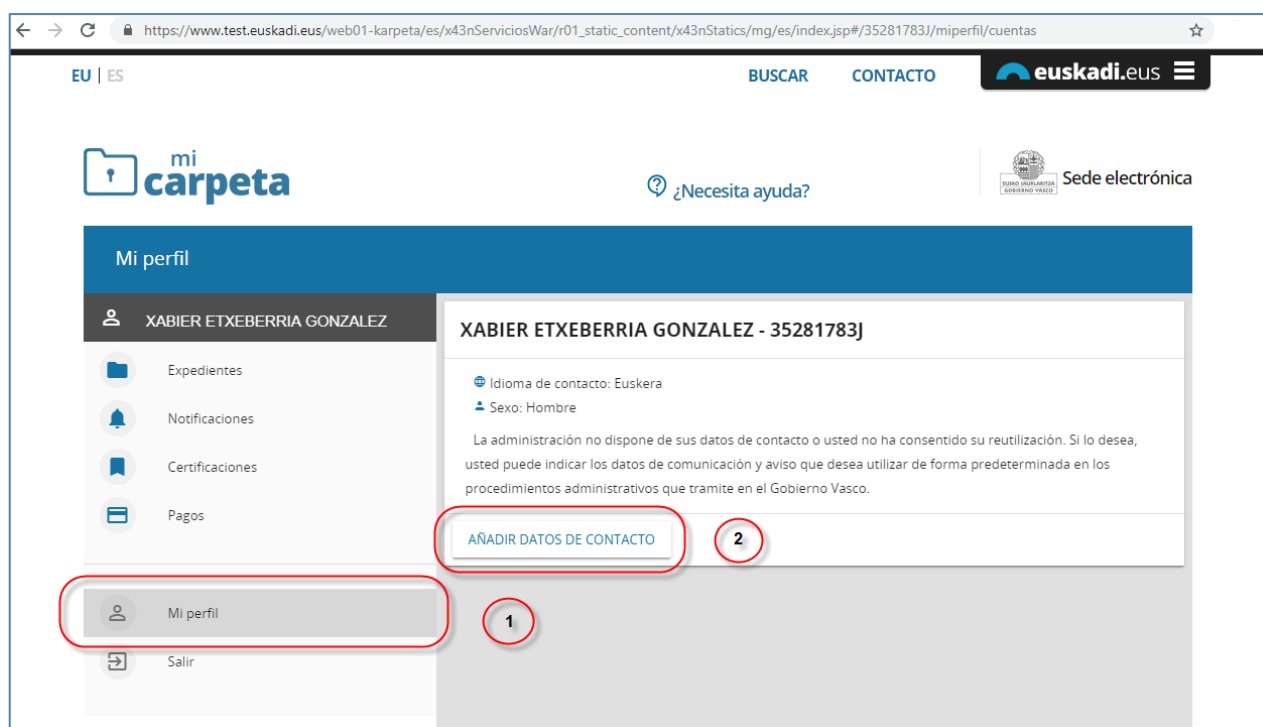 https://www.test.euskadi.eus/web01-karpeta/es/x43nServiciosWar/r01_static_content/x43nStatics/mg/es/index.jsp#/35281783J/miperfil/cuentas
EU | ES
BUSCAR
CONTACTO
euskadi.eus
mi
carpeta
¿Necesita ayuda?
EUSKO JAURLARITZA
GOBIERNO VASCO
Sede electrónica
Mi perfil
XABIER ETXEBERRIA GONZALEZ
Expedientes
Notificaciones
Certificaciones
Pagos
Mi perfil
1
Salir
XABIER ETXEBERRIA GONZALEZ - 35281783J
Idioma de contacto: Euskera
Sexo: Hombre
La administración no dispone de sus datos de contacto o usted no ha consentido su reutilización. Si lo desea,
usted puede indicar los datos de comunicación y aviso que desea utilizar de forma predeterminada en los
procedimientos administrativos que tramite en el Gobierno Vasco.
AÑADIR DATOS DE CONTACTO
2